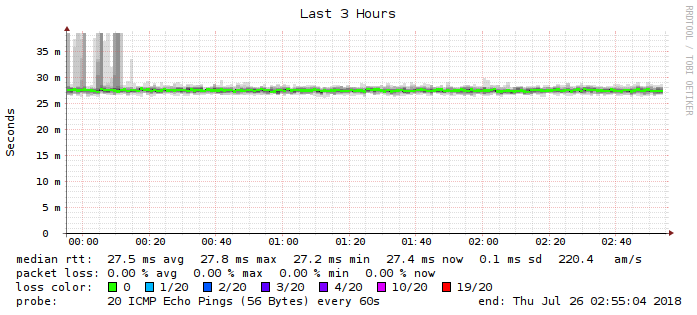 Last 3 Hours
RRDTOOL / TOBI OETIKER
Seconds
35 m
30 m
25 m
20 m
15 m
10 m
5 m
0
00:00 00:20 00:40 01:00 01:20 01:40 02:00 02:20 02:40
median rtt: 27.5 ms avg 27.8 ms max 27.2 ms min 27.4 ms now 0.1 ms sd 220.4 am/s
packet loss: 0.00 % avg 0.00 % max 0.00 % min 0.00 % now
loss color: 0 1/20 2/20 3/20 4/20 10/20 19/20
probe: 20 ICMP Echo Pings (56 Bytes) every 60s end: Thu Jul 26 02:55:04 2018